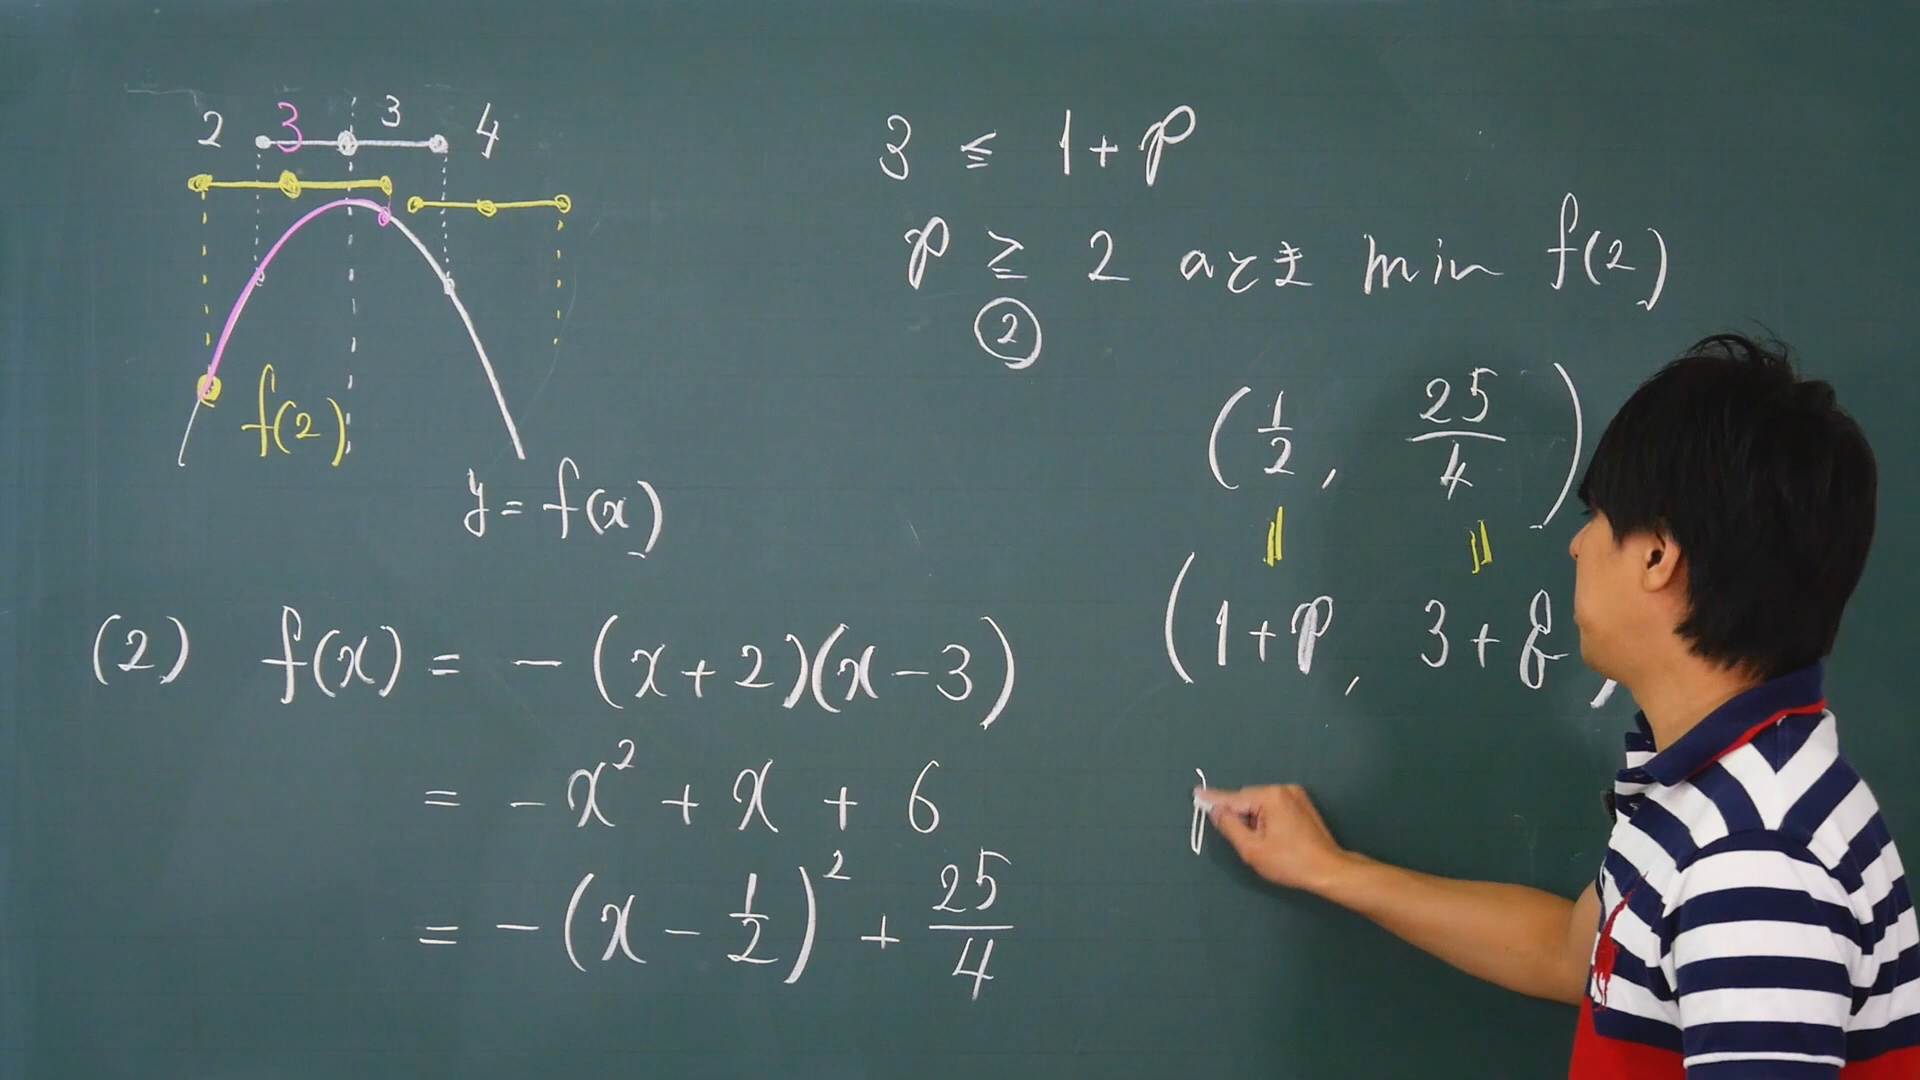 2 3 3 4
f(2)
y = f(x)
3 ≦ 1+p
p ≧ 2 のとき min f(2)
②
(1/2, 25/4)
|| ||
(1+p, 3+q)
p
(2) f(x) = -(x+2)(x-3)
= -x² + x + 6
= -(x - 1/2)² + 25/4